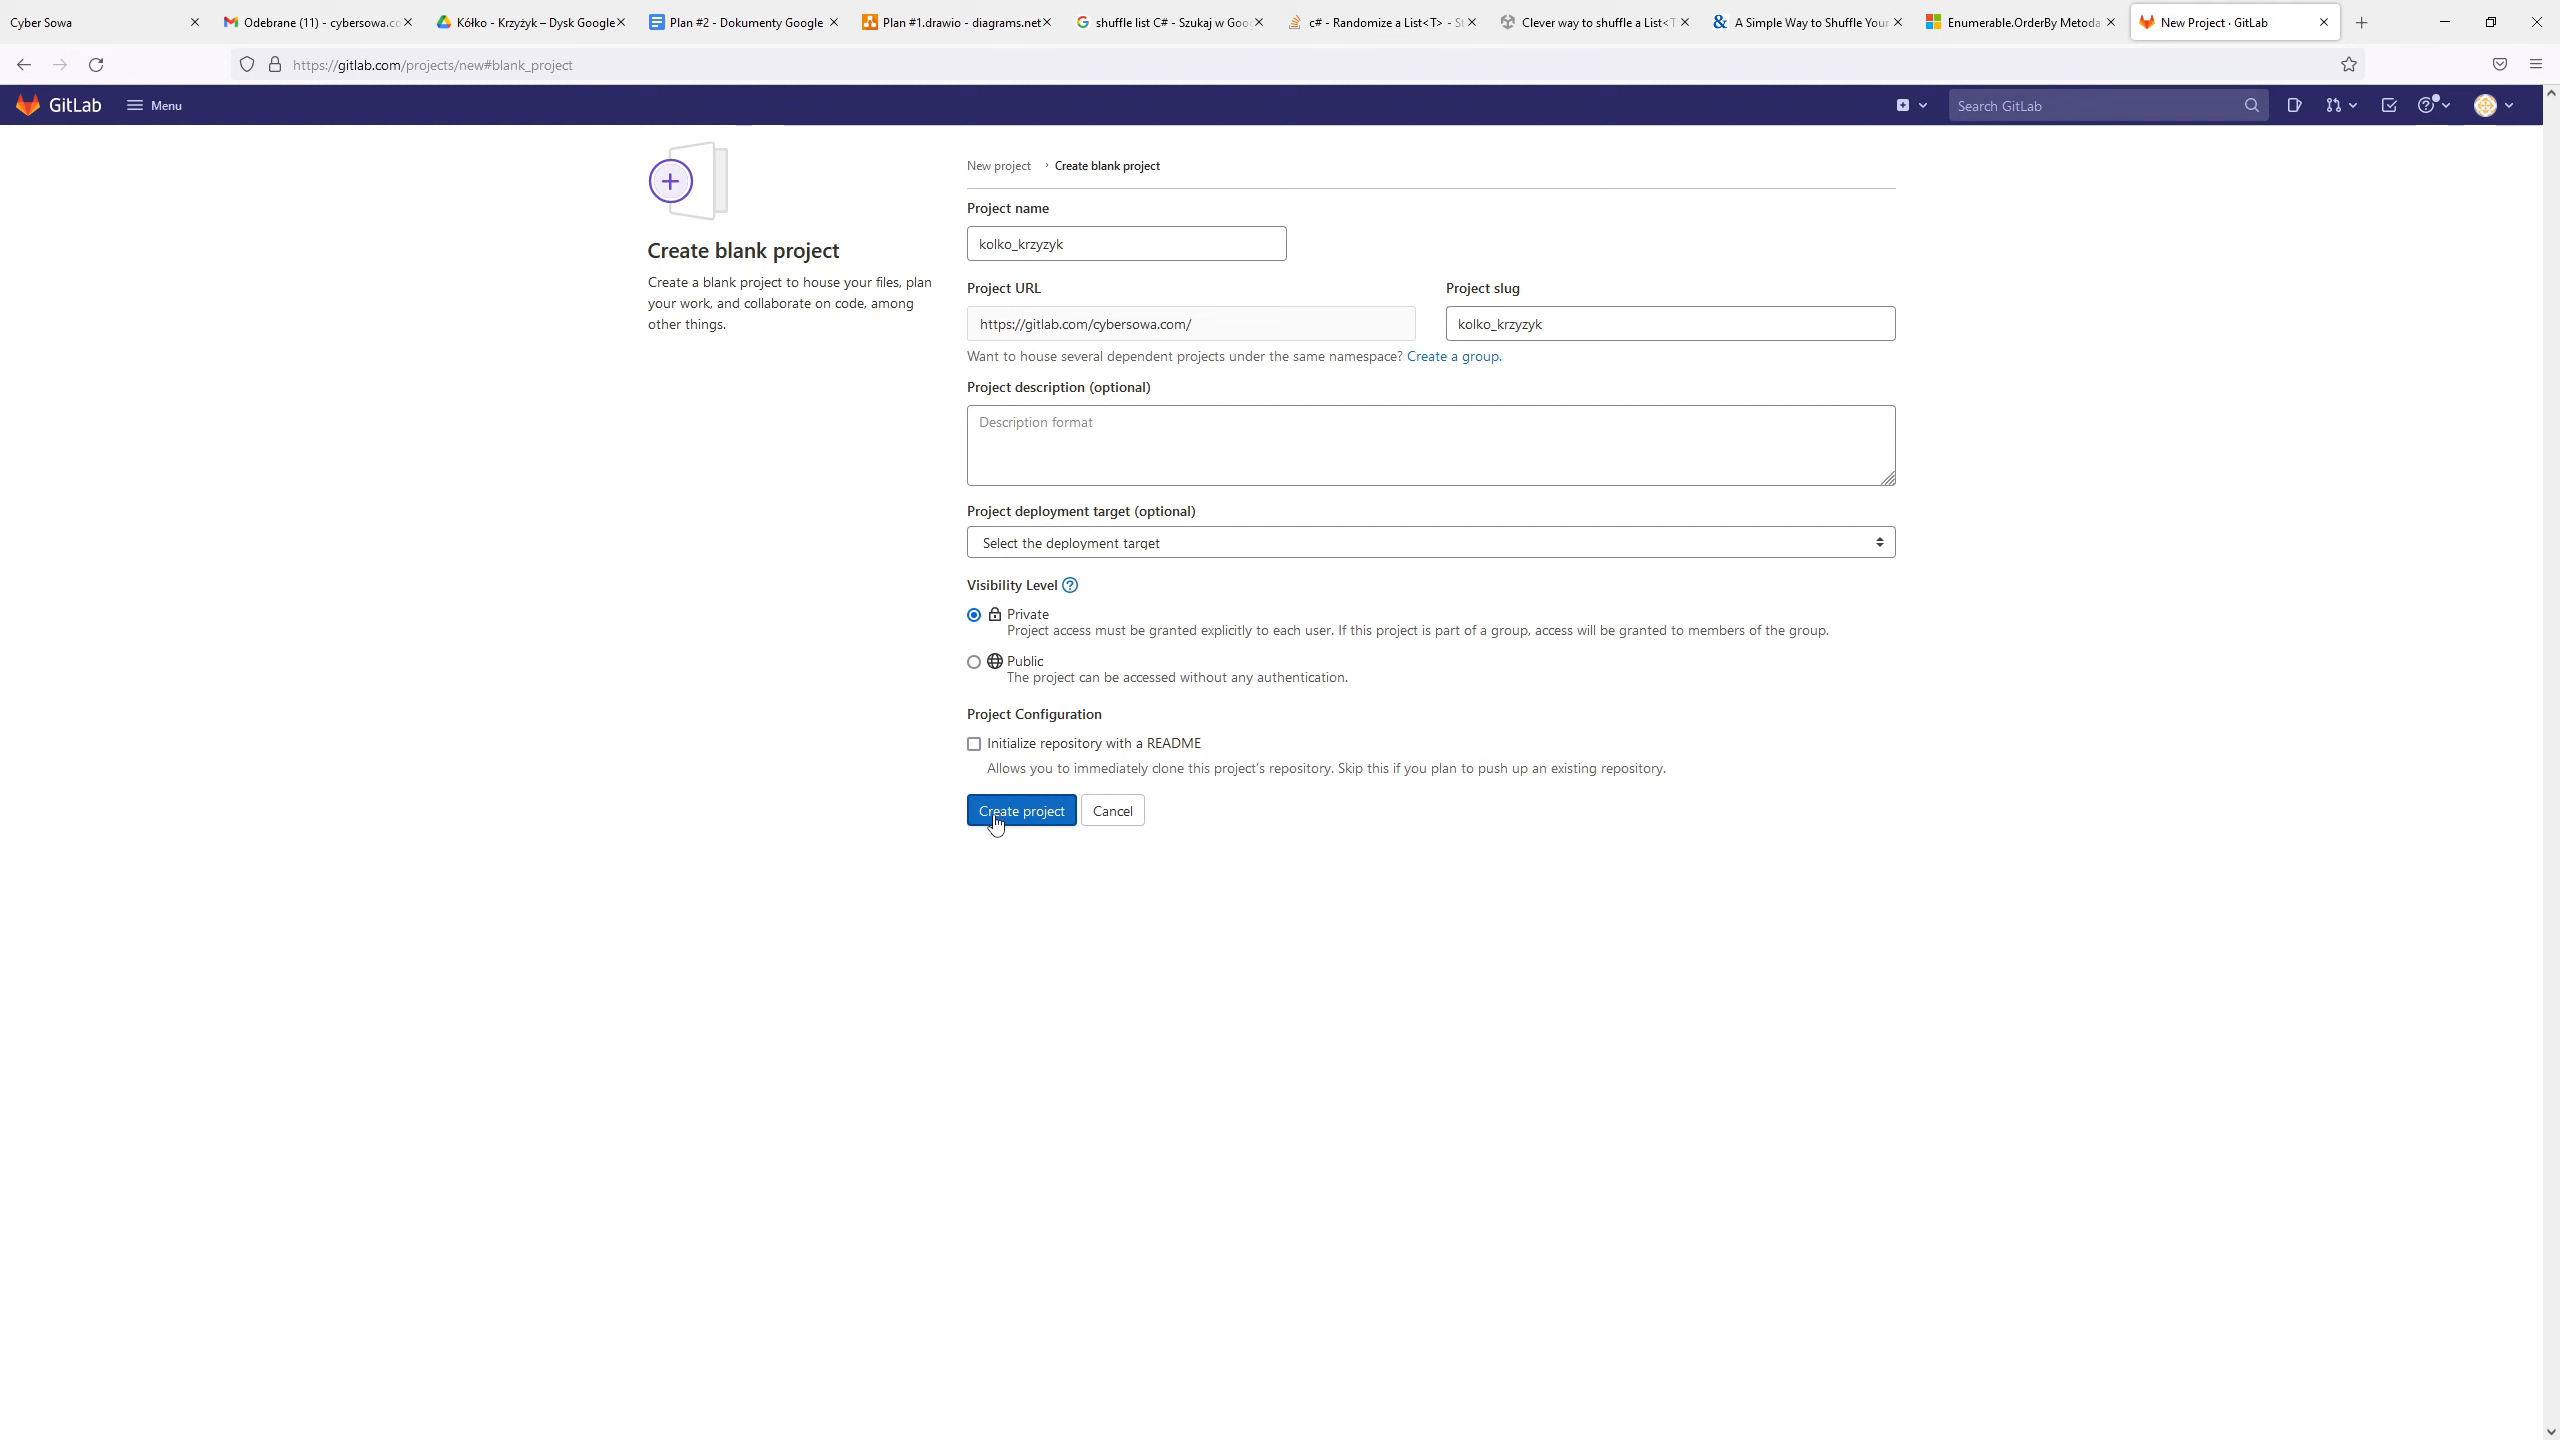 Cyber Sowa
Odebrane (11) - cybersowa.co
Kółko - Krzyżyk – Dysk Google
Plan #2 - Dokumenty Google
Plan #1.drawio - diagrams.net
shuffle list C# - Szukaj w Goo
c# - Randomize a List<T> - St
Clever way to shuffle a List<T
A Simple Way to Shuffle Your
Enumerable.OrderBy Metoda
New Project · GitLab
https://gitlab.com/projects/new#blank_project
GitLab
Menu
Search GitLab
New project › Create blank project
Create blank project
Create a blank project to house your files, plan
your work, and collaborate on code, among
other things.
Project name
kolko_krzyzyk
Project URL
https://gitlab.com/cybersowa.com/
Project slug
kolko_krzyzyk
Want to house several dependent projects under the same namespace? Create a group.
Project description (optional)
Description format
Project deployment target (optional)
Select the deployment target
Visibility Level
Private
Project access must be granted explicitly to each user. If this project is part of a group, access will be granted to members of the group.
Public
The project can be accessed without any authentication.
Project Configuration
Initialize repository with a README
Allows you to immediately clone this project's repository. Skip this if you plan to push up an existing repository.
Create project
Cancel